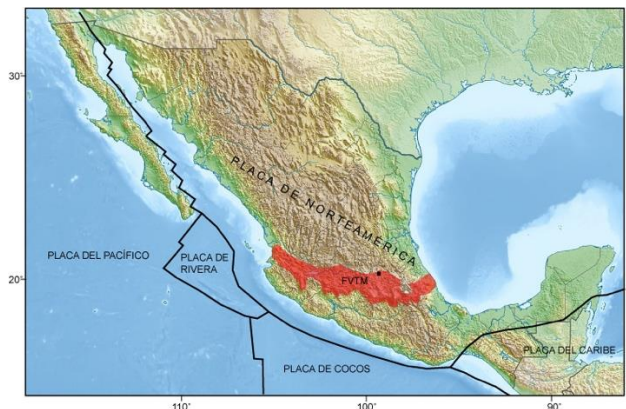 30°
PLACA DE NORTEAMERICA
PLACA DEL PACÍFICO
PLACA DE
RIVERA
20°
FVTM
PLACA DEL CARIBE
PLACA DE COCOS
110°
100°
90°